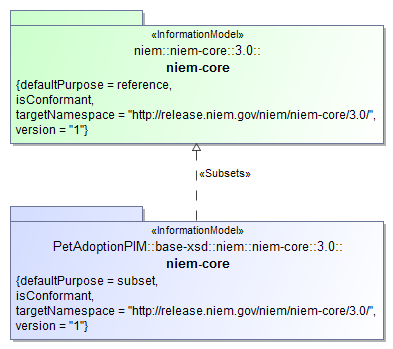 «InformationModel»
niem::niem-core::3.0::
niem-core
{defaultPurpose = reference,
isConformant,
targetNamespace = "http://release.niem.gov/niem/niem-core/3.0/",
version = "1"}
«Subsets»
«InformationModel»
PetAdoptionPIM::base-xsd::niem::niem-core::3.0::
niem-core
{defaultPurpose = subset,
isConformant,
targetNamespace = "http://release.niem.gov/niem/niem-core/3.0/",
version = "1"}